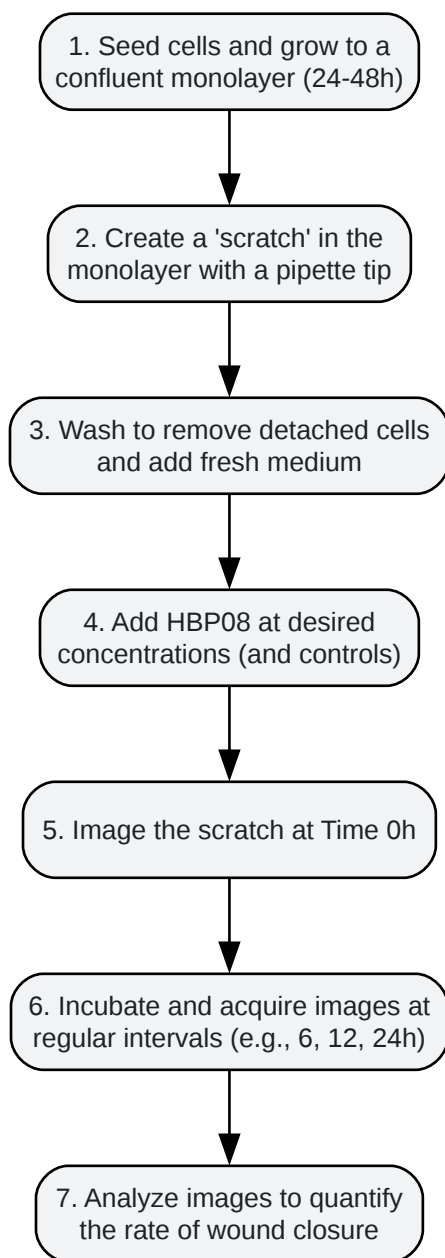 1. Seed cells and grow to a
confluent monolayer (24-48h)
2. Create a 'scratch' in the
monolayer with a pipette tip
3. Wash to remove detached cells
and add fresh medium
4. Add HBP08 at desired
concentrations (and controls)
5. Image the scratch at Time 0h
6. Incubate and acquire images at
regular intervals (e.g., 6, 12, 24h)
7. Analyze images to quantify
the rate of wound closure